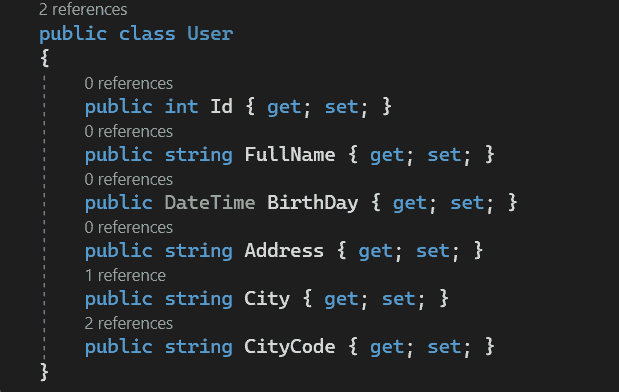 2 references
public class User
{
0 references
public int Id { get; set; }
0 references
public string FullName { get; set; }
0 references
public DateTime BirthDay { get; set; }
0 references
public string Address { get; set; }
1 reference
public string City { get; set; }
2 references
public string CityCode { get; set; }
}